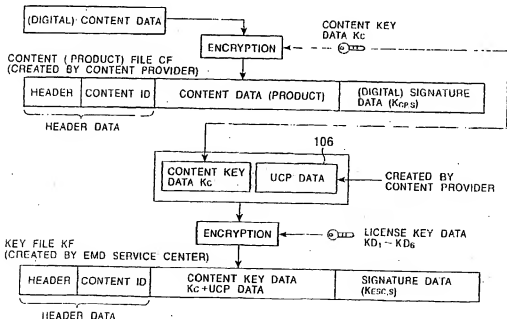 (DIGITAL) CONTENT DATA
CONTENT KEY
DATA Kc
ENCRYPTION
CONTENT (PRODUCT) FILE CF
(CREATED BY CONTENT PROVIDER)
HEADER
CONTENT ID
CONTENT DATA (PRODUCT)
(DIGITAL) SIGNATURE
DATA (KCP,S)
HEADER DATA
106
CONTENT KEY
DATA Kc
UCP DATA
CREATED BY
CONTENT PROVIDER
ENCRYPTION
LICENSE KEY DATA
KD1 ~ KD6
KEY FILE KF
(CREATED BY EMD SERVICE CENTER)
HEADER
CONTENT ID
CONTENT KEY DATA
Kc+UCP DATA
SIGNATURE DATA
(KESC,S)
HEADER DATA